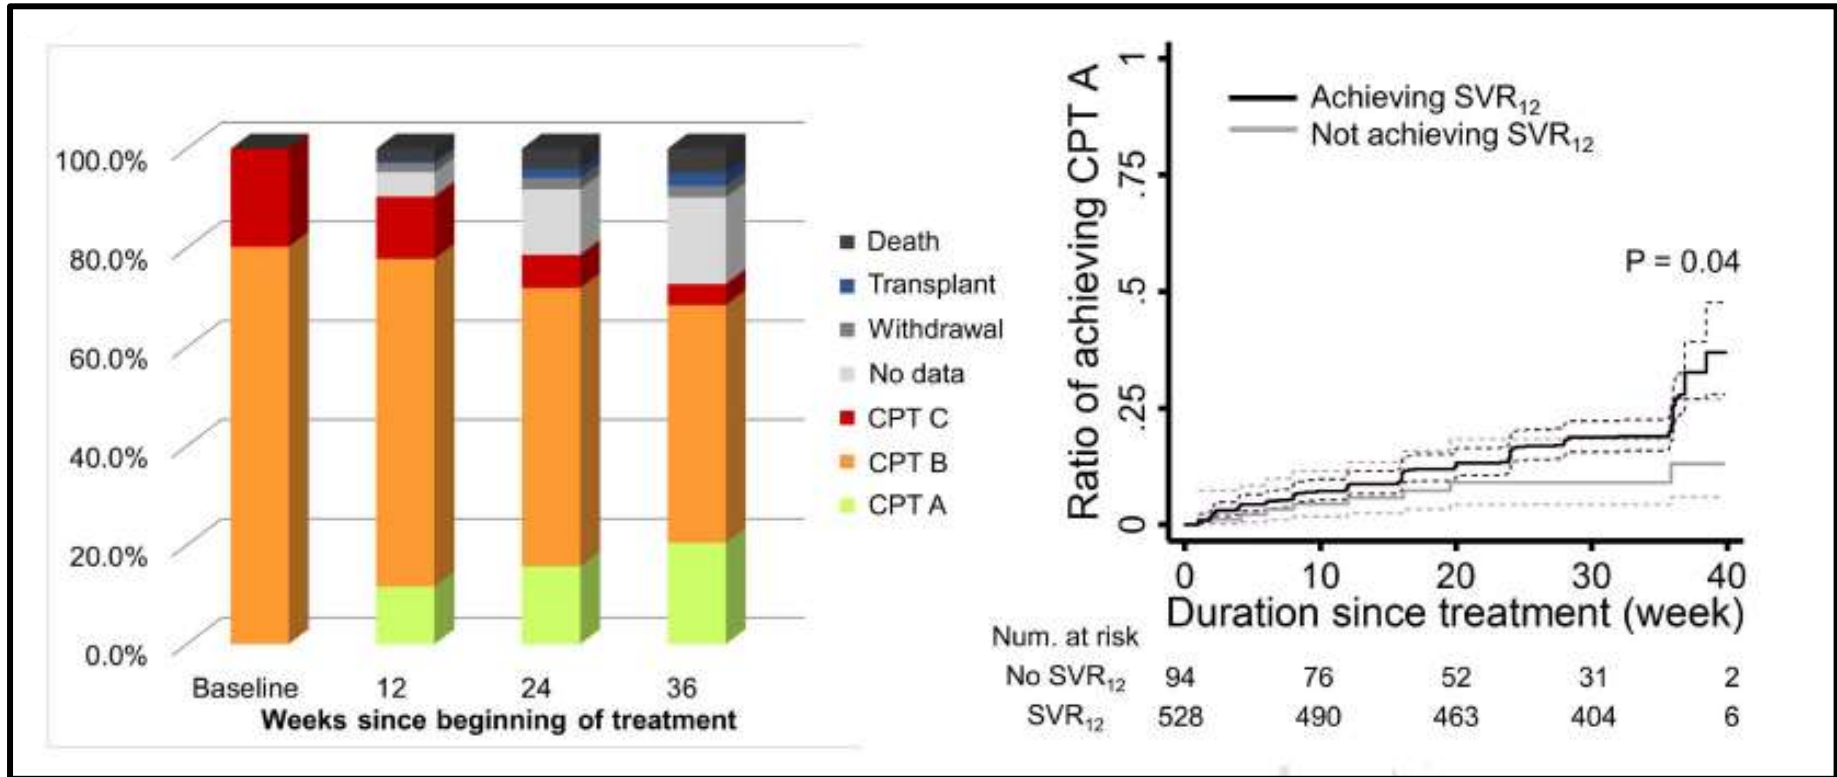 100.0%
80.0%
60.0%
40.0%
20.0%
0.0%
Baseline 12 24 36
Weeks since beginning of treatment
Death
Transplant
Withdrawal
No data
CPT C
CPT B
CPT A
Ratio of achieving CPT A
1
.75
.5
.25
0
Achieving SVR12
Not achieving SVR12
P = 0.04
0 10 20 30 40
Duration since treatment (week)
Num. at risk
No SVR12 94 76 52 31 2
SVR12 528 490 463 404 6